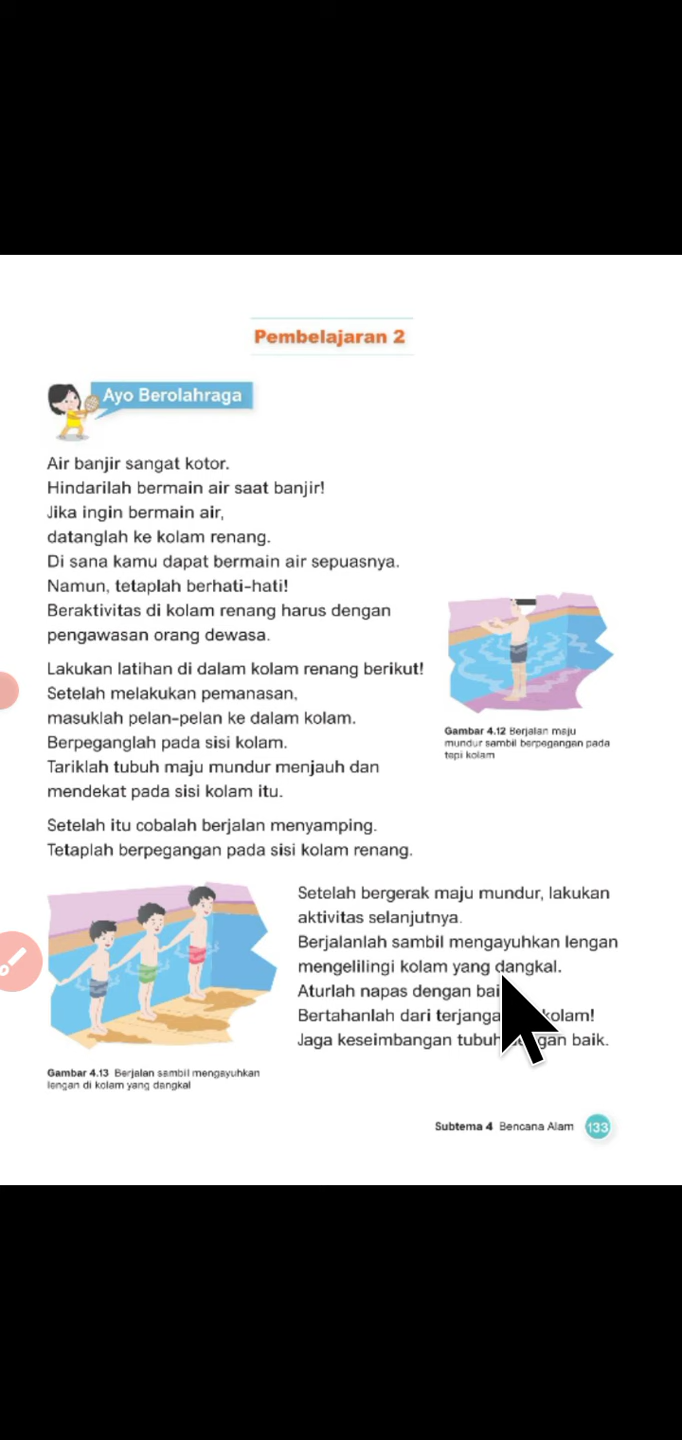 Pembelajaran 2
Ayo Berolahraga
Air banjir sangat kotor.
Hindarilah bermain air saat banjir!
Jika ingin bermain air,
datanglah ke kolam renang.
Di sana kamu dapat bermain air sepuasnya.
Namun, tetaplah berhati-hati!
Beraktivitas di kolam renang harus dengan
pengawasan orang dewasa.
Lakukan latihan di dalam kolam renang berikut!
Setelah melakukan pemanasan,
masuklah pelan-pelan ke dalam kolam.
Berpeganglah pada sisi kolam.
Tariklah tubuh maju mundur menjauh dan
mendekat pada sisi kolam itu.
Gambar 4.12 Berjalan maju
mundur sambil berpegangan pada
tepi kolam
Setelah itu cobalah berjalan menyamping.
Tetaplah berpegangan pada sisi kolam renang.
Setelah bergerak maju mundur, lakukan
aktivitas selanjutnya.
Berjalanlah sambil mengayuhkan lengan
mengelilingi kolam yang dangkal.
Aturlah napas dengan
Bertahanlah dari kolam!
Jaga keseimbangan baik.
Gambar 4.13 Berjalan sambil mengayuhkan
lengan di kolam yang dangkal
Subtema 4 Bencana Alam 133